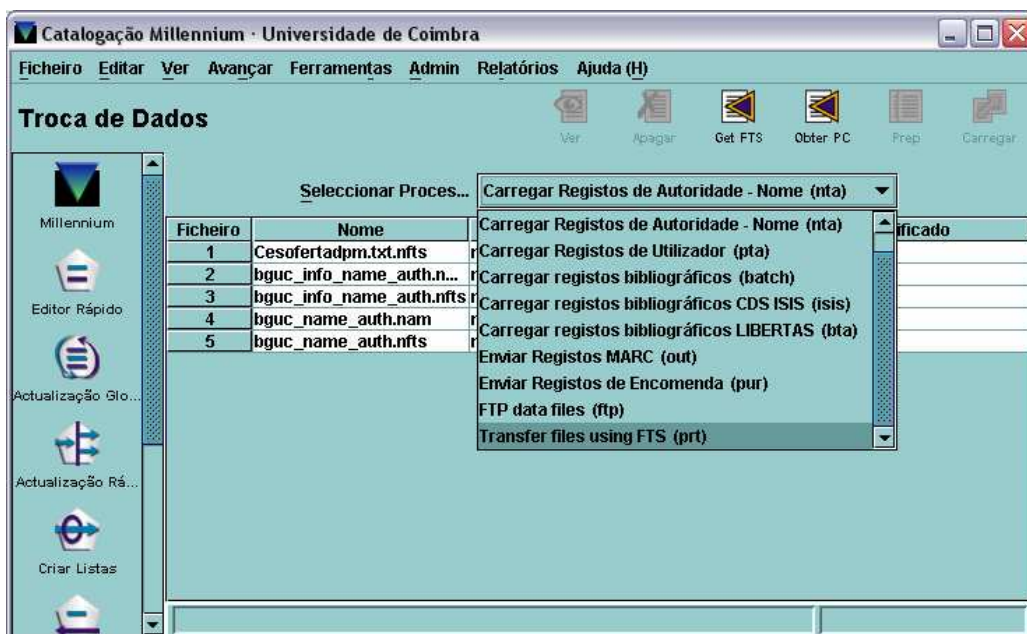 Catalogação Millennium · Universidade de Coimbra
Ficheiro Editar Ver Avançar Ferramentas Admin Relatórios Ajuda (H)
Troca de Dados
Ver Apagar Get FTS Obter PC Prep Carregar
Seleccionar Proces... Carregar Registos de Autoridade - Nome (nta)
Millennium
Editor Rápido
Actualização Glo...
Actualização Rá...
Criar Listas
Ficheiro Nome ificado
1 Cesofertadpm.txt.nfts
2 bguc_info_name_auth.n...
3 bguc_info_name_auth.nfts
4 bguc_name_auth.nam
5 bguc_name_auth.nfts
Carregar Registos de Autoridade - Nome (nta)
Carregar Registos de Utilizador (pta)
Carregar registos bibliográficos (batch)
Carregar registos bibliográficos CDS ISIS (isis)
Carregar registos bibliográficos LIBERTAS (bta)
Enviar Registos MARC (out)
Enviar Registos de Encomenda (pur)
FTP data files (ftp)
Transfer files using FTS (prt)